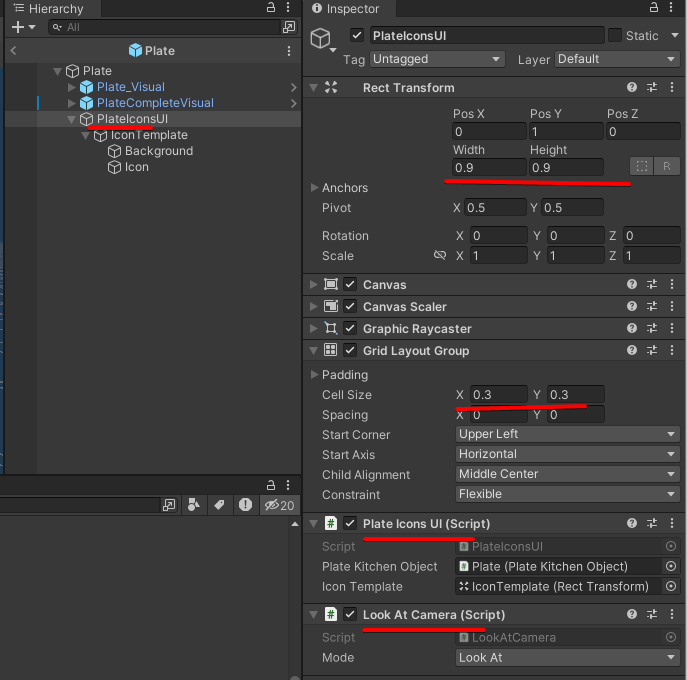 Hierarchy
All
Plate
Plate
Plate_Visual
PlateCompleteVisual
PlateIconsUI
IconTemplate
Background
Icon
20
Inspector
PlateIconsUI
Static
Tag Untagged Layer Default
Rect Transform
Pos X Pos Y Pos Z
0 1 0
Width Height
0.9 0.9
R
Anchors
Pivot X 0.5 Y 0.5
Rotation X 0 Y 0 Z 0
Scale X 1 Y 1 Z 1
Canvas
Canvas Scaler
Graphic Raycaster
Grid Layout Group
Padding
Cell Size X 0.3 Y 0.3
Spacing X 0 Y 0
Start Corner Upper Left
Start Axis Horizontal
Child Alignment Middle Center
Constraint Flexible
# Plate Icons UI (Script)
Script # PlateIconsUI
Plate Kitchen Object # Plate (Plate Kitchen Object)
Icon Template IconTemplate (Rect Transform)
# Look At Camera (Script)
Script # LookAtCamera
Mode Look At